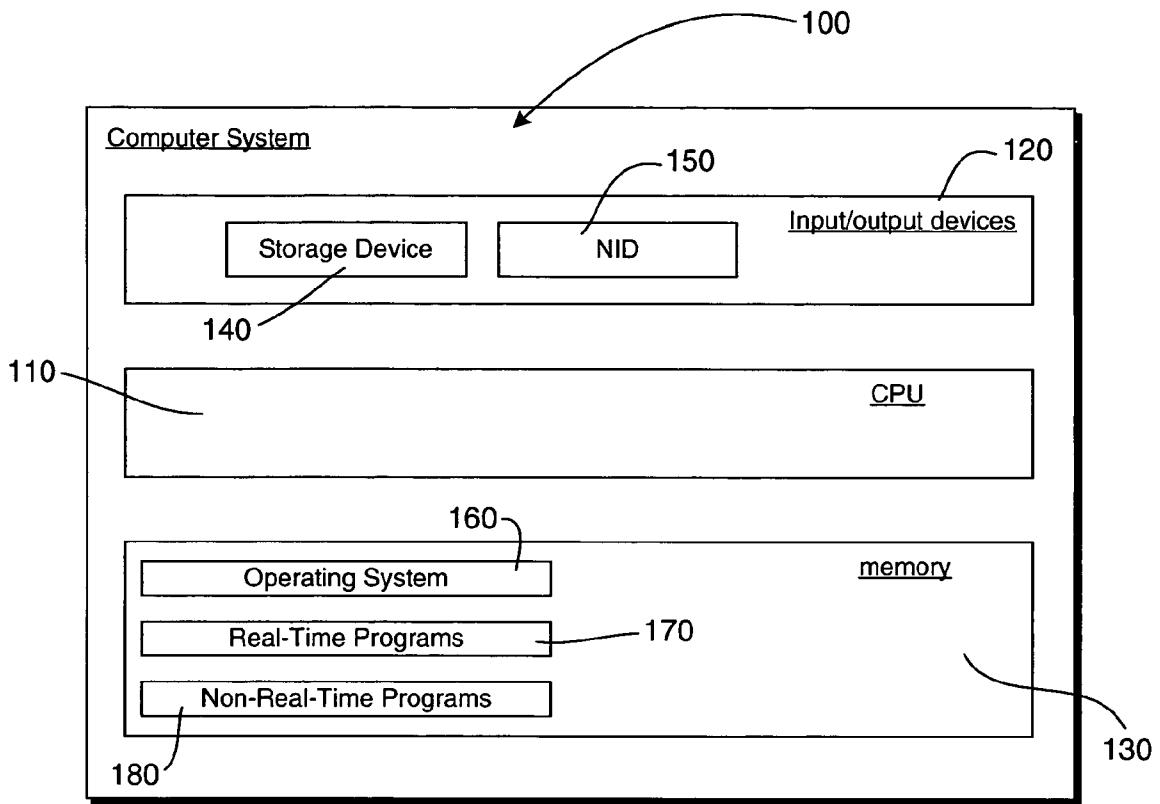 100
Computer System
150
120
Input/output devices
Storage Device
NID
140
110
CPU
160
Operating System
memory
Real-Time Programs
170
Non-Real-Time Programs
180
130